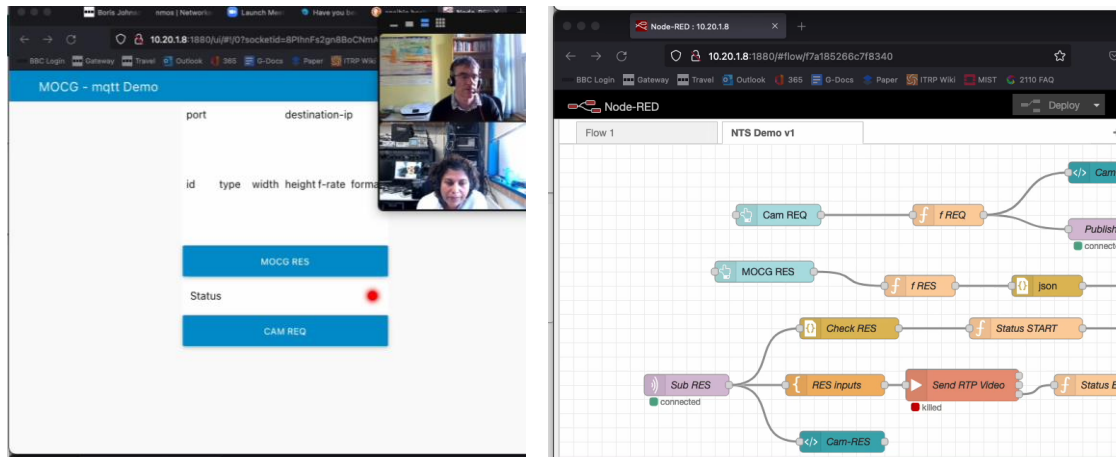 Boris Johns
nmos | Network
Launch Mee
Have you be
10.20.1.8:1880/ui/#!/0?socketid=8PlhnFs2gn8BoCNmA
BBC Login Gateway Travel Outlook 365 G-Docs Paper ITRP Wiki
MOCG - mqtt Demo
port destination-ip
id type width height f-rate forma
MOCG RES
Status
CAM REQ
Node-RED : 10.20.1.8
10.20.1.8:1880/#flow/f7a185266c7f8340
BBC Login Gateway Travel Outlook 365 G-Docs Paper ITRP Wiki MIST 2110 FAQ
Node-RED
Deploy
Flow 1
NTS Demo v1
Cam
Cam REQ
f REQ
Publish
connect
MOCG RES
f RES
json
Check RES
Status START
Sub RES
connected
RES inputs
Send RTP Video
killed
Status E
Cam-RES